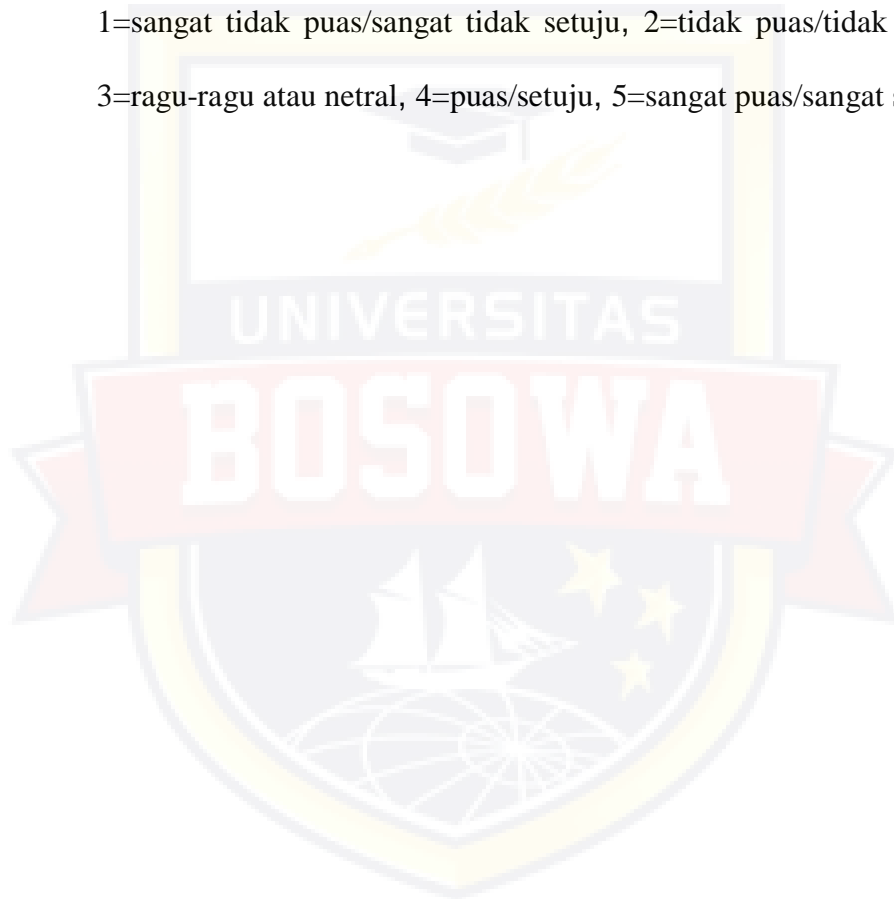 1=sangat tidak puas/sangat tidak setuju, 2=tidak puas/tidak
3=ragu-ragu atau netral, 4=puas/setuju, 5=sangat puas/sangat
UNIVERSITAS
BOSOWA